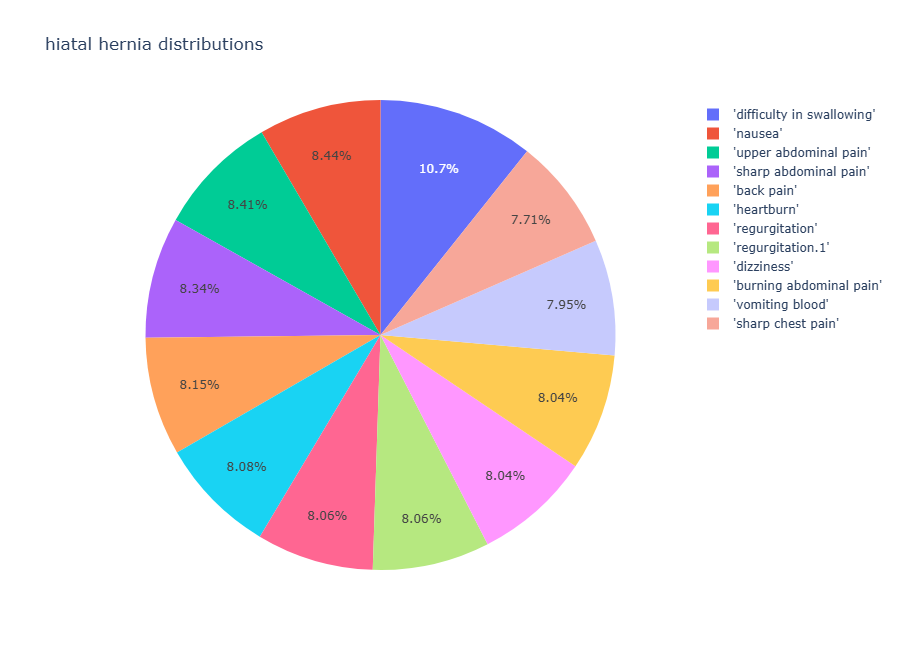 hiatal hernia distributions
'difficulty in swallowing'
'nausea'
'upper abdominal pain'
'sharp abdominal pain'
'back pain'
'heartburn'
'regurgitation'
'regurgitation.1'
'dizziness'
'burning abdominal pain'
'vomiting blood'
'sharp chest pain'
8.44%
10.7%
8.41%
7.71%
8.34%
7.95%
8.15%
8.04%
8.08%
8.04%
8.06%
8.06%